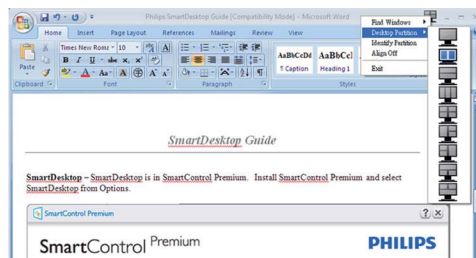 Philips SmartDesktop Guide [Compatibility Mode] - Microsoft Word
Home Insert Page Layout References Mailings Review View
Find Windows
Desktop Partition
Identify Partition
Align Off
Exit
Paste
Times New Roma 10
B I U abe x, x'
AaBbCcDd AaBbCcl
¶ Caption Heading 1
Clipboard Font Paragraph Styles
SmartDesktop Guide
SmartDesktop – SmartDesktop is in SmartControl Premium. Install SmartControl Premium and select
SmartDesktop from Options.
SmartControl Premium
SmartControl Premium PHILIPS